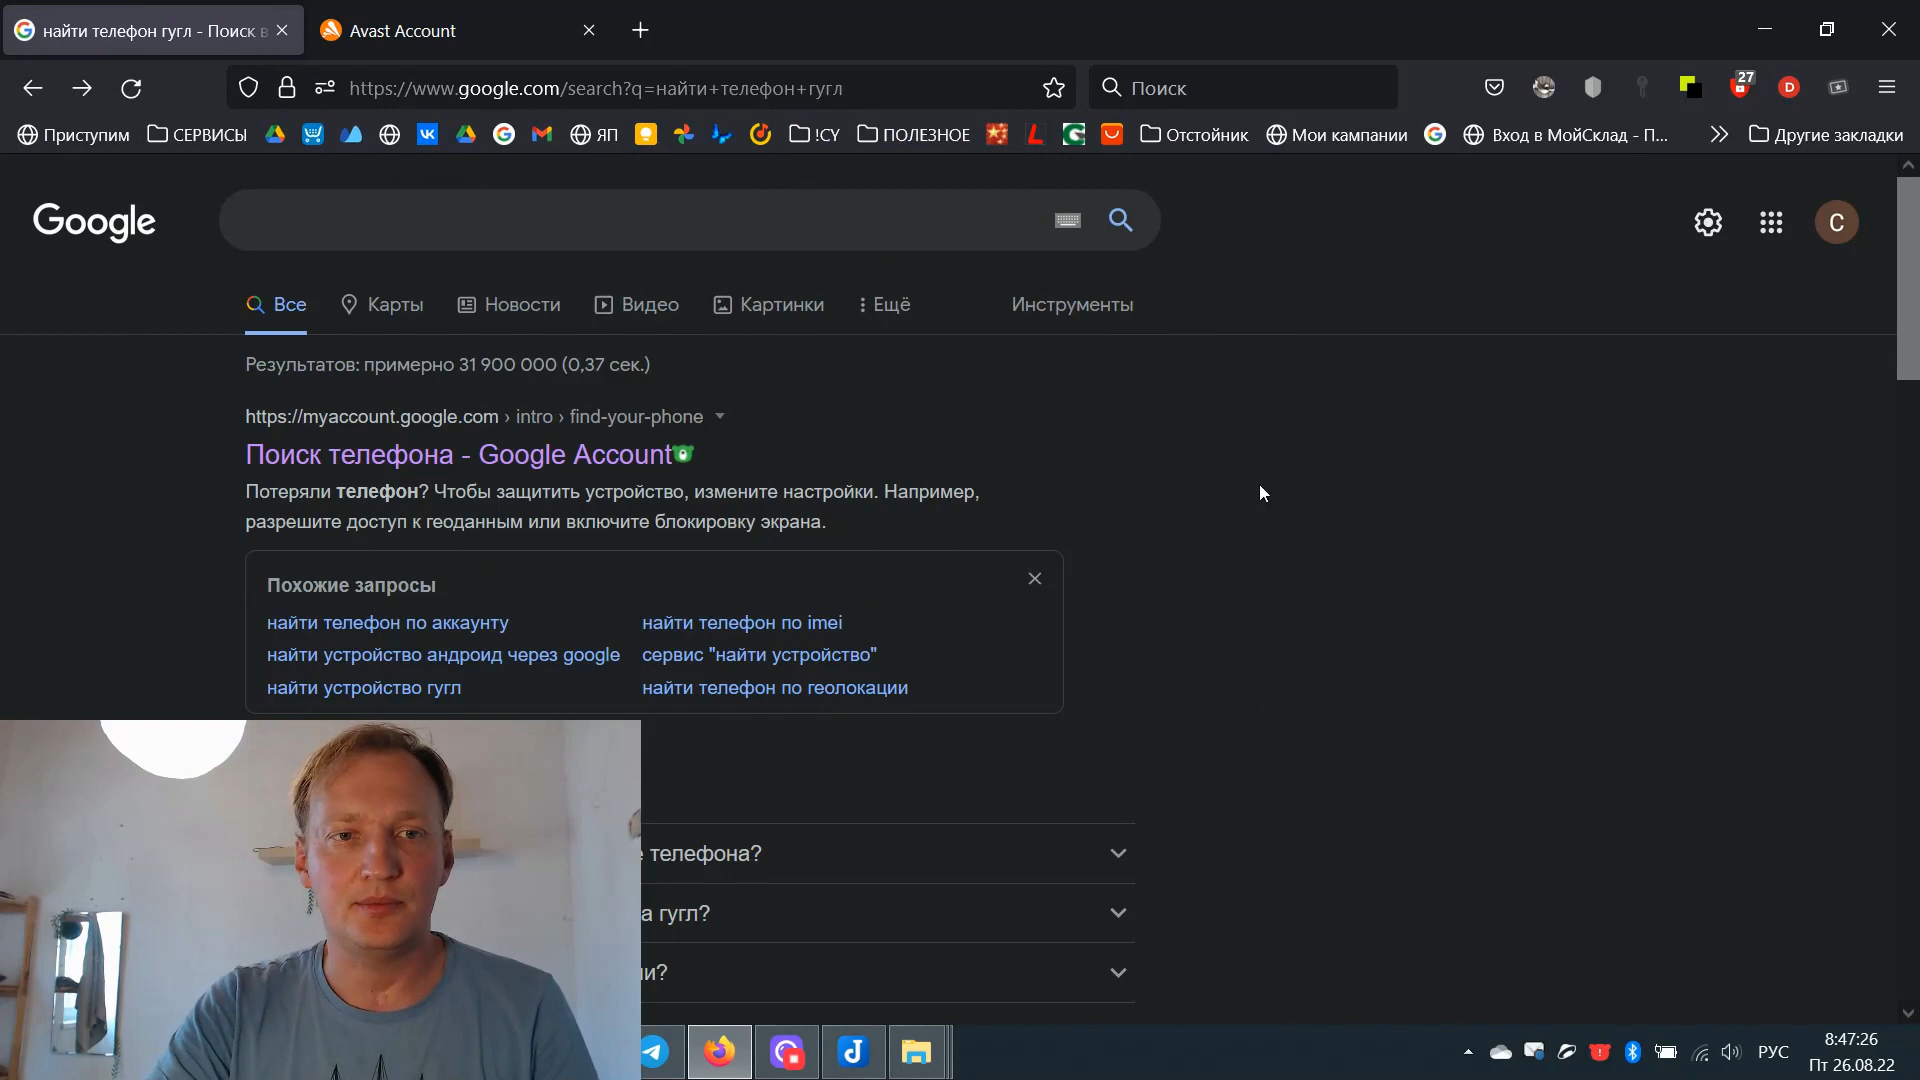 найти телефон гугл - Поиск в
Avast Account
https://www.google.com/search?q=найти+телефон+гугл
Поиск
27
D
Приступим
СЕРВИСЫ
ЯП
!CY
ПОЛЕЗНОЕ
Отстойник
Мои кампании
Вход в МойСклад - П...
Другие закладки
Google
C
Все
Карты
Новости
Видео
Картинки
Ещё
Инструменты
Результатов: примерно 31 900 000 (0,37 сек.)
https://myaccount.google.com › intro › find-your-phone
Поиск телефона - Google Account
Потеряли телефон? Чтобы защитить устройство, измените настройки. Например,
разрешите доступ к геоданным или включите блокировку экрана.
Похожие запросы
найти телефон по аккаунту
найти телефон по imei
найти устройство андроид через google
сервис "найти устройство"
найти устройство гугл
найти телефон по геолокации
телефона?
гугл?
РУС
8:47:26
Пт 26.08.22